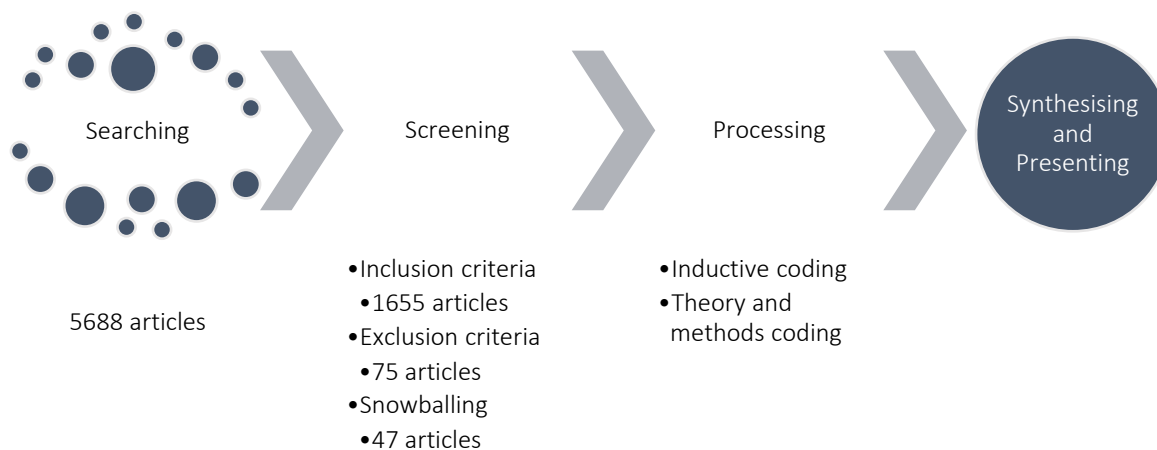 Searching
Screening
Processing
Synthesising
and
Presenting
5688 articles
•Inclusion criteria
•1655 articles
•Exclusion criteria
•75 articles
•Snowballing
•47 articles
•Inductive coding
•Theory and
methods coding